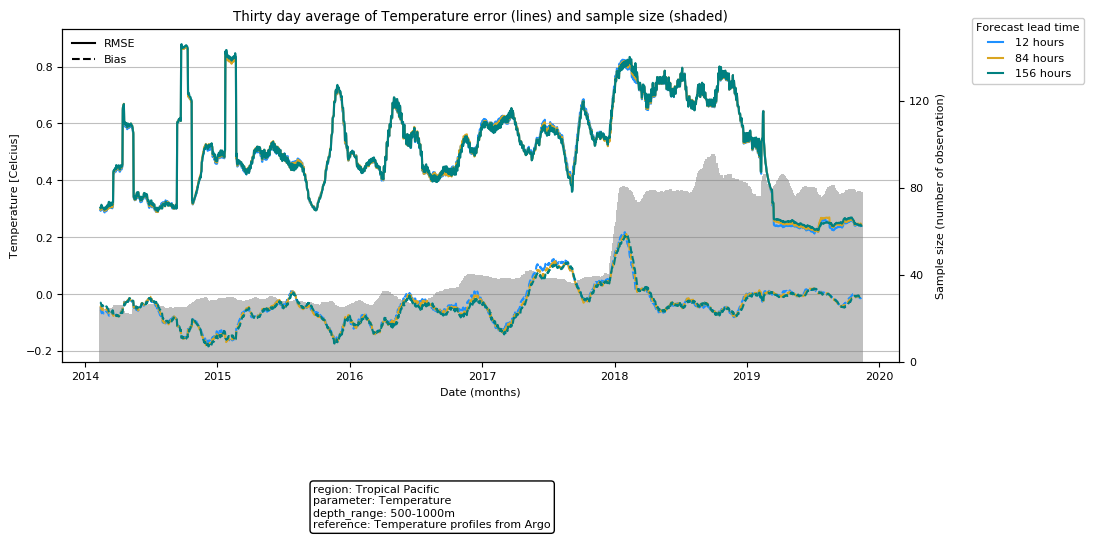 Thirty day average of Temperature error (lines) and sample size (shaded)
Forecast lead time
12 hours
84 hours
156 hours
RMSE
Bias
Temperature [Celcius]
0.8
0.6
0.4
0.2
0.0
−0.2
120
80
40
0
Sample size (number of observation)
2014 2015 2016 2017 2018 2019 2020
Date (months)
region: Tropical Pacific
parameter: Temperature
depth_range: 500-1000m
reference: Temperature profiles from Argo